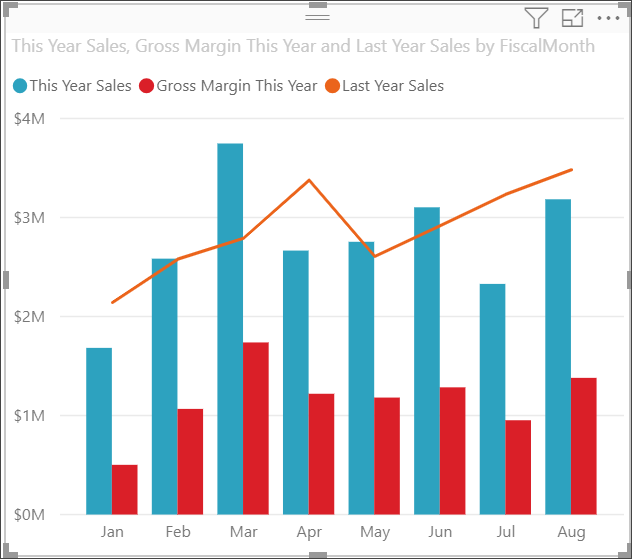 This Year Sales, Gross Margin This Year and Last Year Sales by FiscalMonth
This Year Sales Gross Margin This Year Last Year Sales
$4M
$3M
$2M
$1M
$0M
Jan Feb Mar Apr May Jun Jul Aug